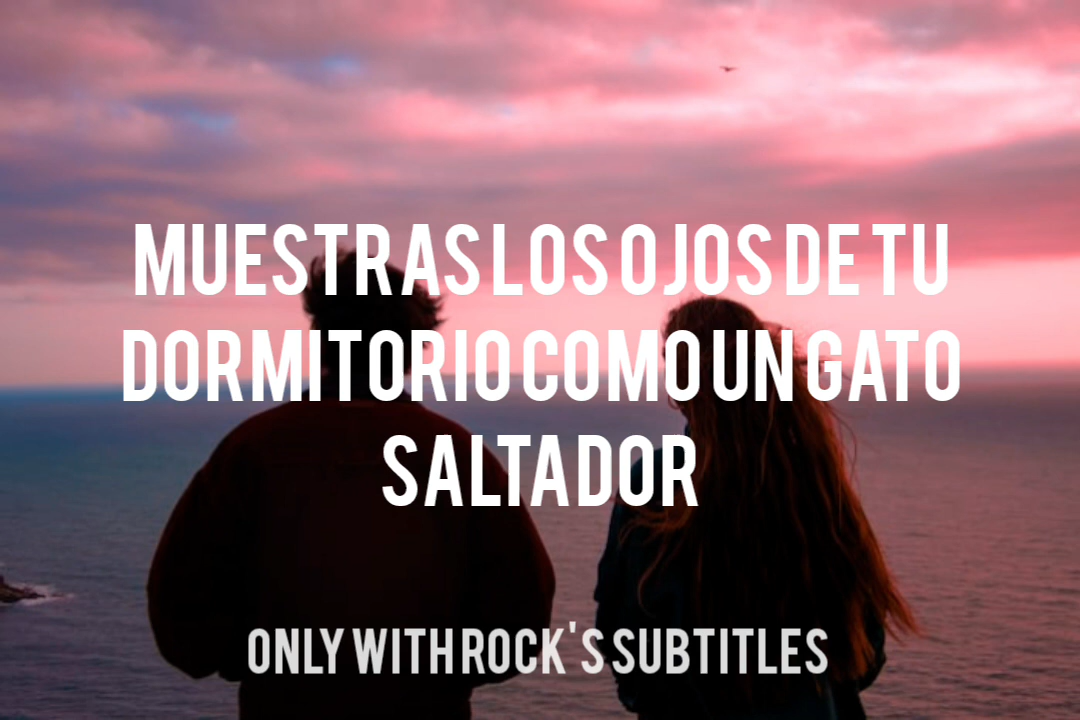 MUESTRAS LOS OJOS DE TU
DORMITORIO COMO UN GATO
SALTADOR
ONLY WITH ROCK'S SUBTITLES